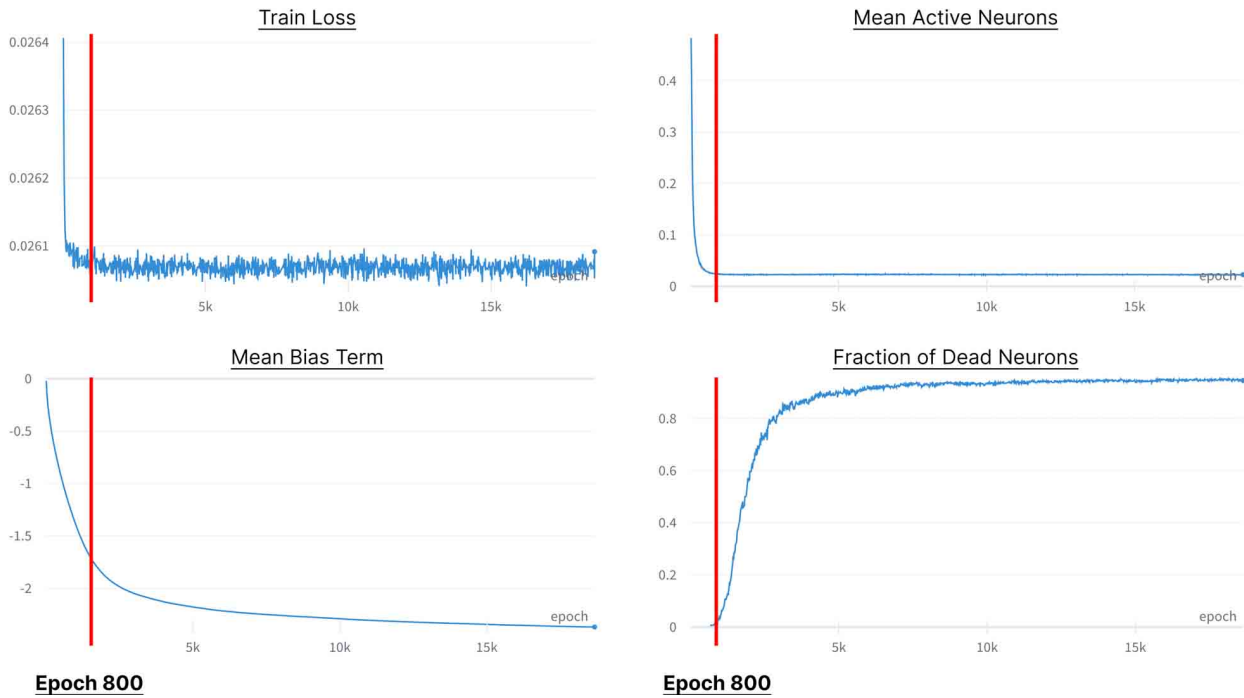 Train Loss
0.0264
0.0263
0.0262
0.0261
epoch
5k 10k 15k
Mean Active Neurons
0.4
0.3
0.2
0.1
0
epoch
5k 10k 15k
Mean Bias Term
0
-0.5
-1
-1.5
-2
epoch
5k 10k 15k
Epoch 800
Fraction of Dead Neurons
0.8
0.6
0.4
0.2
0
epoch
5k 10k 15k
Epoch 800